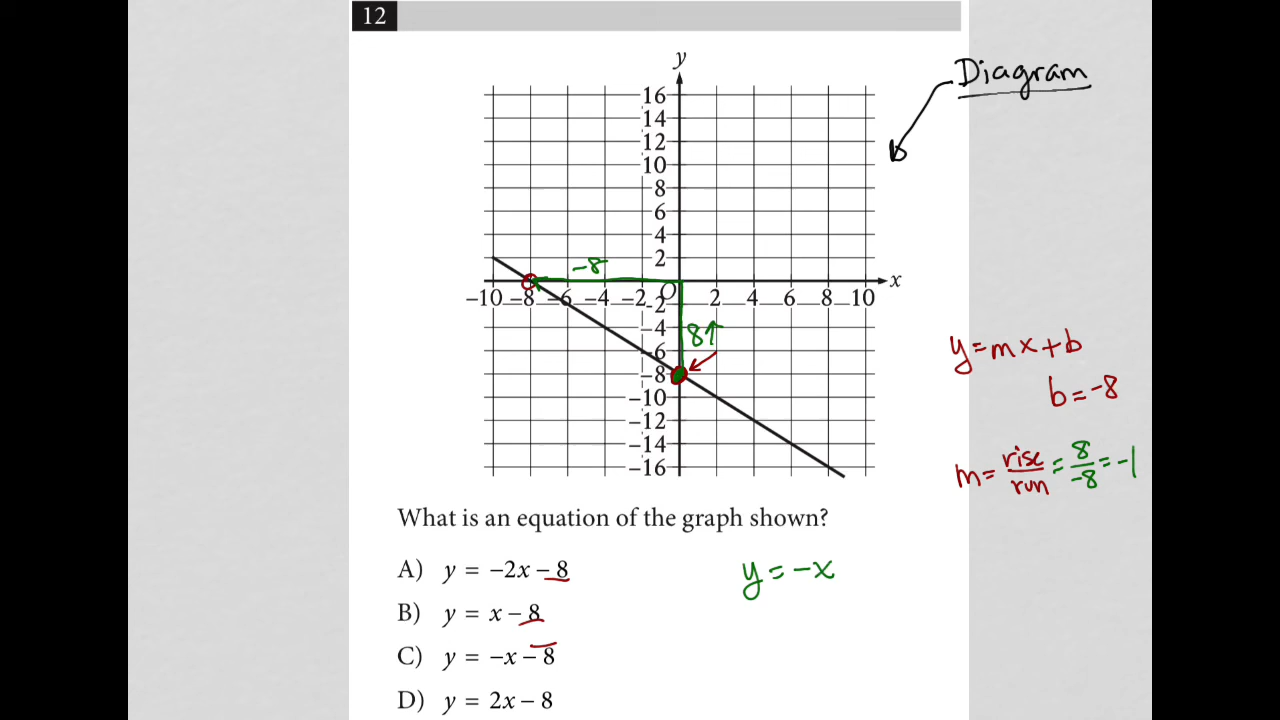 12
y
Diagram
16
14
12
10
8
6
4
2
-8
O
x
−10 −8 −6 −4 −2 2 4 6 8 10
−2
−4
8↑
−6
−8
−10
−12
−14
−16
y = mx + b
b = -8
m = rise/run = 8/-8 = -1
What is an equation of the graph shown?
A) y = −2x − 8
y = -x
B) y = x − 8
C) y = −x − 8
D) y = 2x − 8